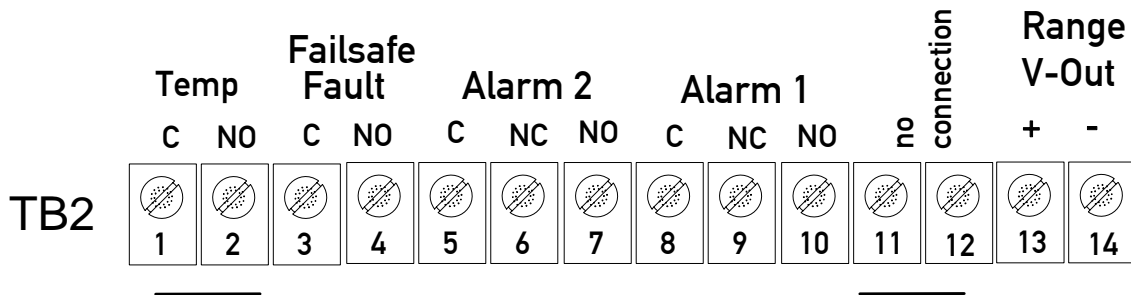 Temp
Failsafe
Fault
Alarm 2
Alarm 1
no
connection
Range
V-Out
C NO C NO C NC NO C NC NO + -
TB2
1 2 3 4 5 6 7 8 9 10 11 12 13 14